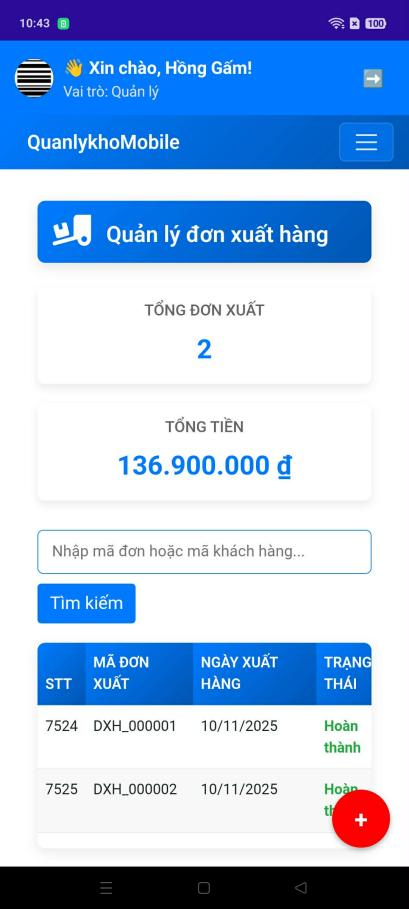 10:43
100
👋 Xin chào, Hồng Gấm!
Vai trò: Quản lý
QuanlykhoMobile
Quản lý đơn xuất hàng
TỔNG ĐƠN XUẤT
2
TỔNG TIỀN
136.900.000 ₫
Nhập mã đơn hoặc mã khách hàng...
Tìm kiếm
STT MÃ ĐƠN XUẤT NGÀY XUẤT HÀNG TRẠNG THÁI
7524 DXH_000001 10/11/2025 Hoàn thành
7525 DXH_000002 10/11/2025 Hoàn
+